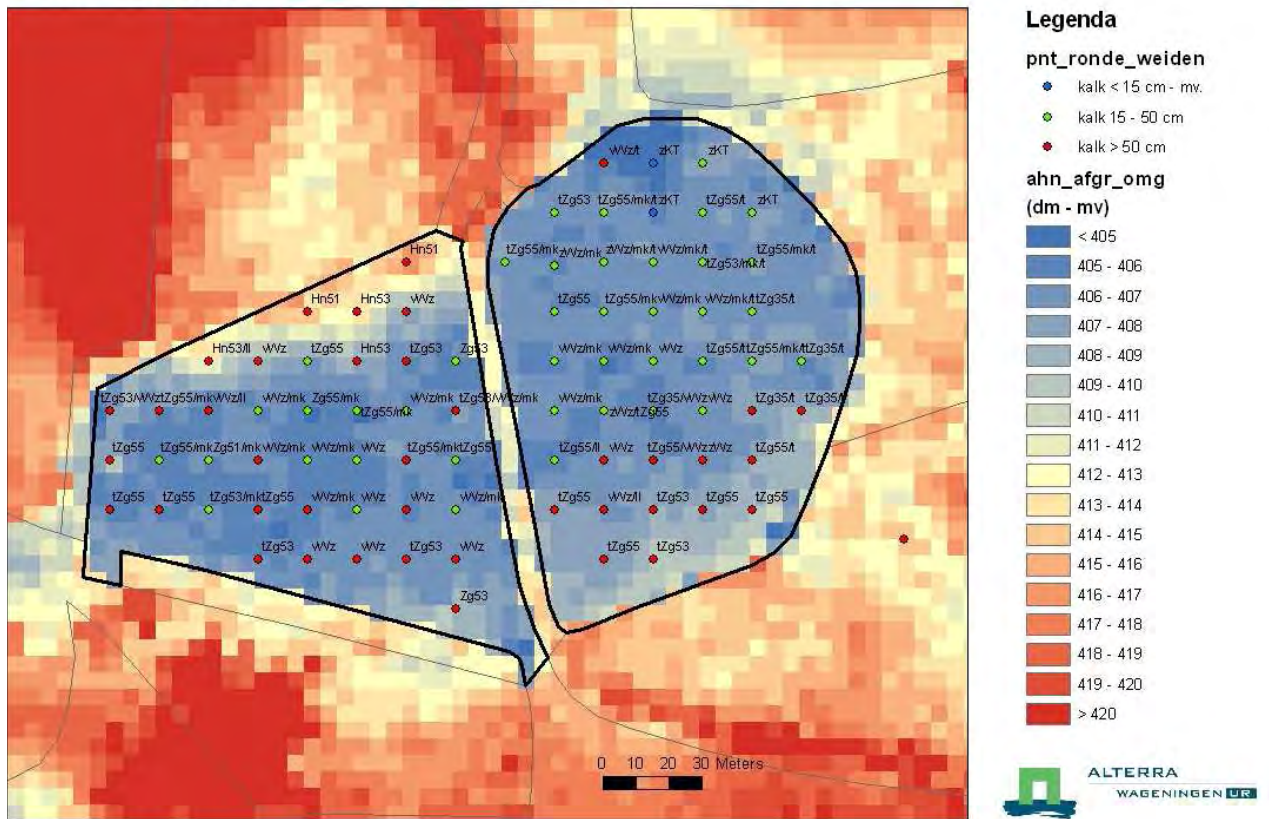 Legenda
pnt_ronde_weiden
kalk < 15 cm - mv.
kalk 15 - 50 cm
kalk > 50 cm
ahn_afgr_omg
(dm - mv)
< 405
405 - 406
406 - 407
407 - 408
408 - 409
409 - 410
410 - 411
411 - 412
412 - 413
413 - 414
414 - 415
415 - 416
416 - 417
417 - 418
418 - 419
419 - 420
> 420
ALTERRA
WAGENINGEN UR
wVz/t zKT zKT
tZg53 tZg55/mk/t zKT tZg55/t zKT
Hn51 tZg55/mk zWz/mk zWz/mk/t wVz/mk/t tZg53/mk/t tZg55/mk/t
Hn51 Hn53 wVz tZg55 tZg55/mk wVz/mk wVz/mk/t tZg35/t
Hn53/ll wVz tZg55 Hn53 tZg53 Zg53 wVz/mk wVz/mk wVz tZg55/t tZg55/mk/t tZg35/t
tZg53/wVz tZg55/mk wVz/ll wVz/mk Zg55/mk tZg55/mk wVz/mk wVz/mk wVz/mk tZg35/wVz wVz tZg35/t
tZg55 tZg55/mk Zg51/mk wVz/mk wVz/mk wVz tZg55/mk tZg55 tZg55/ll wVz tZg55/t
tZg55 tZg55 tZg53/mk tZg55 wVz/mk wVz wVz/mk tZg55 wVz/ll tZg53 tZg55 tZg55
tZg53 wVz wVz tZg53 wVz tZg55 tZg53
Zg53
0 10 20 30 Meters